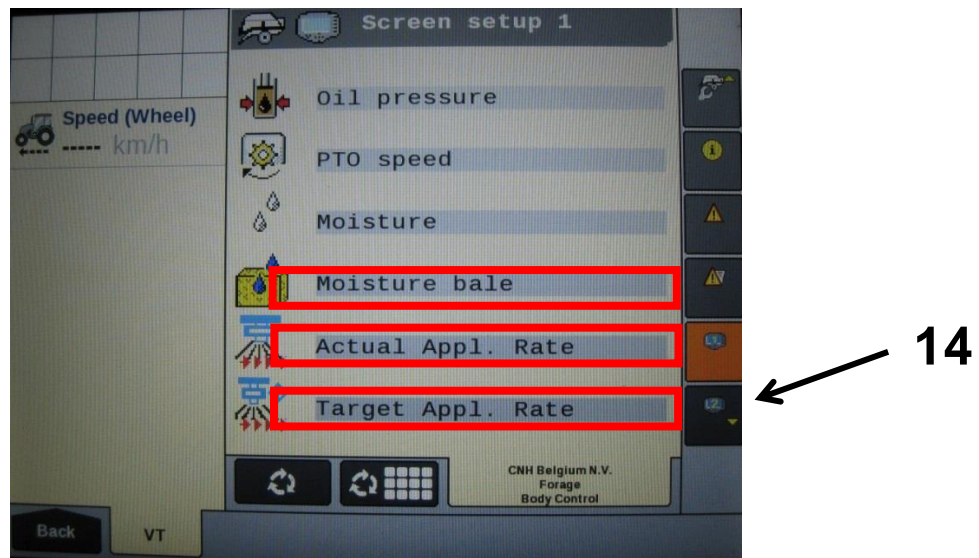 Screen setup 1
Oil pressure
Speed (Wheel)
----- km/h
PTO speed
Moisture
Moisture bale
Actual Appl. Rate
14
Target Appl. Rate
CNH Belgium N.V.
Forage
Body Control
Back
VT